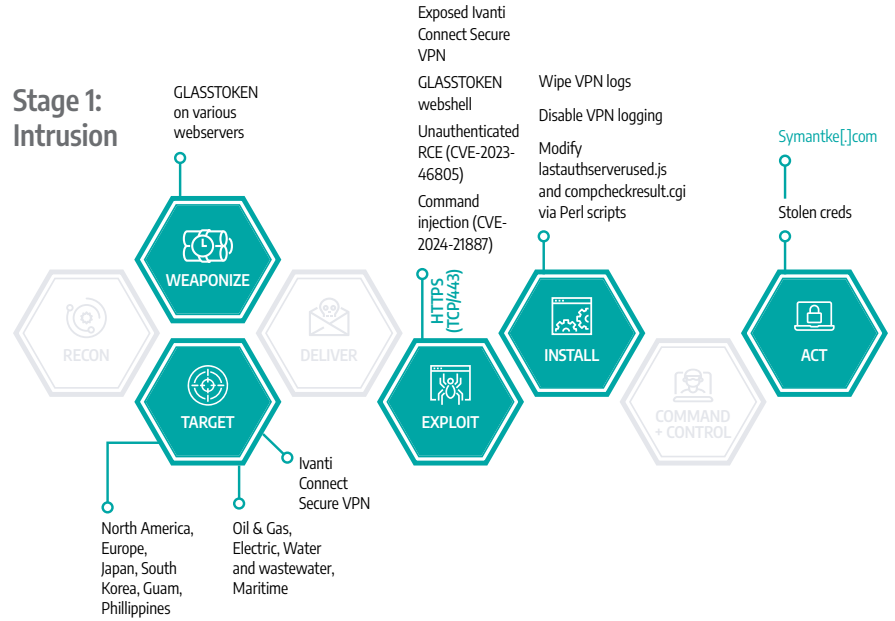 Stage 1:
Intrusion
GLASSTOKEN
on various
webservers
Exposed Ivanti
Connect Secure
VPN
GLASSTOKEN
webshell
Unauthenticated
RCE (CVE-2023-
46805)
Command
injection (CVE-
2024-21887)
Wipe VPN logs
Disable VPN logging
Modify
lastauthserverused.js
and compcheckresult.cgi
via Perl scripts
Symantke[.]com
Stolen creds
HTTPS
(TCP/443)
RECON
WEAPONIZE
TARGET
DELIVER
EXPLOIT
INSTALL
COMMAND
+ CONTROL
ACT
North America,
Europe,
Japan, South
Korea, Guam,
Phillippines
Oil & Gas,
Electric, Water
and wastewater,
Maritime
Ivanti
Connect
Secure VPN